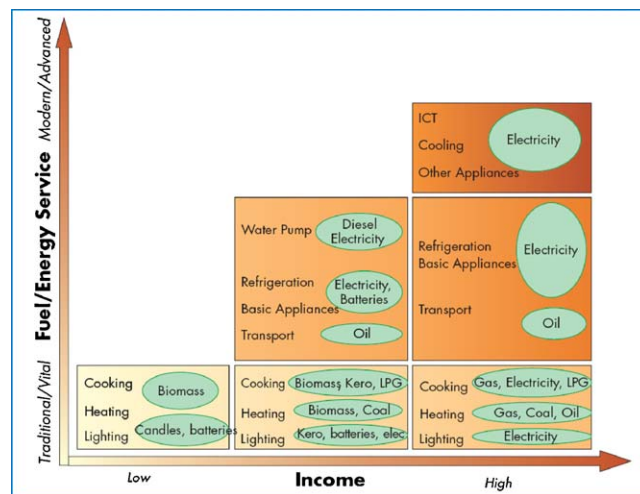 Fuel/Energy Service
Modern/Advanced
Traditional/Vital
ICT
Cooling
Other Appliances
Electricity
Water Pump
Diesel
Electricity
Refrigeration
Basic Appliances
Electricity,
Batteries
Transport
Oil
Refrigeration
Basic Appliances
Electricity
Transport
Oil
Cooking
Heating
Lighting
Biomass
Candles, batteries
Cooking
Biomass, Kero, LPG
Heating
Biomass, Coal
Lighting
Kero, batteries, elec
Cooking
Gas, Electricity, LPG
Heating
Gas, Coal, Oil
Lighting
Electricity
Low
Income
High